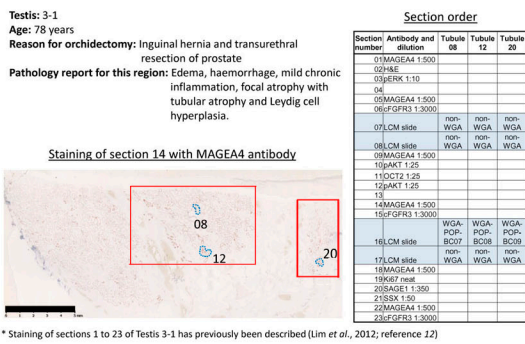 Testis: 3-1
Age: 78 years
Reason for orchidectomy: Inguinal hernia and transurethral
resection of prostate
Pathology report for this region: Edema, haemorrhage, mild chronic
inflammation, focal atrophy with
tubular atrophy and Leydig cell
hyperplasia.
Staining of section 14 with MAGEA4 antibody
08
12
20
Section order
Section number Antibody and dilution Tubule 08 Tubule 12 Tubule 20
01 MAGEA4 1:500
02 H&E
03 pERK 1:10
04
05 MAGEA4 1:500
06 cFGFR3 1:3000
07 LCM slide non-WGA non-WGA non-WGA
08 LCM slide non-WGA non-WGA non-WGA
09 MAGEA4 1:500
10 pAKT 1:25
11 OCT2 1:25
12 pAKT 1:25
13
14 MAGEA4 1:500
15 cFGFR3 1:3000
16 LCM slide WGA-POP-BC07 WGA-POP-BC08 WGA-POP-BC09
17 LCM slide non-WGA non-WGA non-WGA
18 MAGEA4 1:500
19 Ki67 neat
20 SAGE1 1:350
21 SSX 1:50
22 MAGEA4 1:500
23 cFGFR3 1:3000
* Staining of sections 1 to 23 of Testis 3-1 has previously been described (Lim et al., 2012; reference 12)